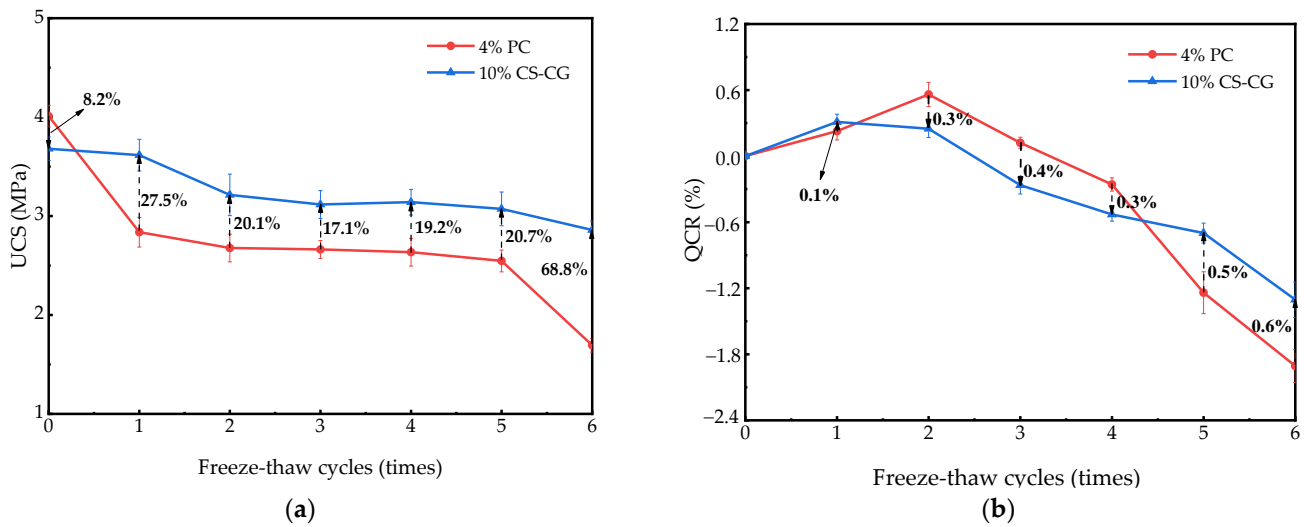 5
4
3
2
1
UCS (MPa)
4% PC
10% CS-CG
8.2%
27.5%
20.1%
17.1%
19.2%
20.7%
68.8%
0 1 2 3 4 5 6
Freeze-thaw cycles (times)
(a)
1.2
0.6
0.0
−0.6
−1.2
−1.8
−2.4
QCR (%)
4% PC
10% CS-CG
0.1%
0.3%
0.4%
0.3%
0.5%
0.6%
0 1 2 3 4 5 6
Freeze-thaw cycles (times)
(b)